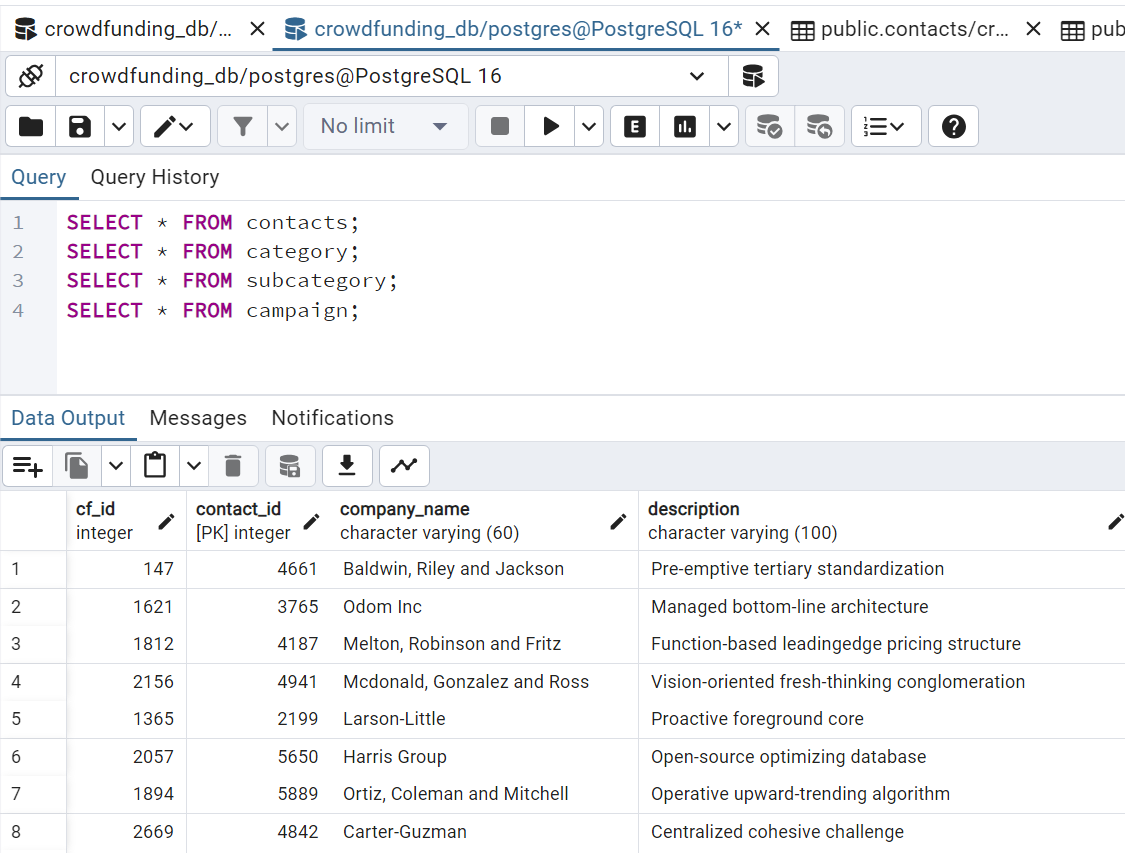 crowdfunding_db/...
crowdfunding_db/postgres@PostgreSQL 16*
public.contacts/cr...
pub
crowdfunding_db/postgres@PostgreSQL 16
No limit
E
Query
Query History
1 SELECT * FROM contacts;
2 SELECT * FROM category;
3 SELECT * FROM subcategory;
4 SELECT * FROM campaign;
Data Output
Messages
Notifications
cf_id contact_id company_name description
integer [PK] integer character varying (60) character varying (100)
1 147 4661 Baldwin, Riley and Jackson Pre-emptive tertiary standardization
2 1621 3765 Odom Inc Managed bottom-line architecture
3 1812 4187 Melton, Robinson and Fritz Function-based leadingedge pricing structure
4 2156 4941 Mcdonald, Gonzalez and Ross Vision-oriented fresh-thinking conglomeration
5 1365 2199 Larson-Little Proactive foreground core
6 2057 5650 Harris Group Open-source optimizing database
7 1894 5889 Ortiz, Coleman and Mitchell Operative upward-trending algorithm
8 2669 4842 Carter-Guzman Centralized cohesive challenge